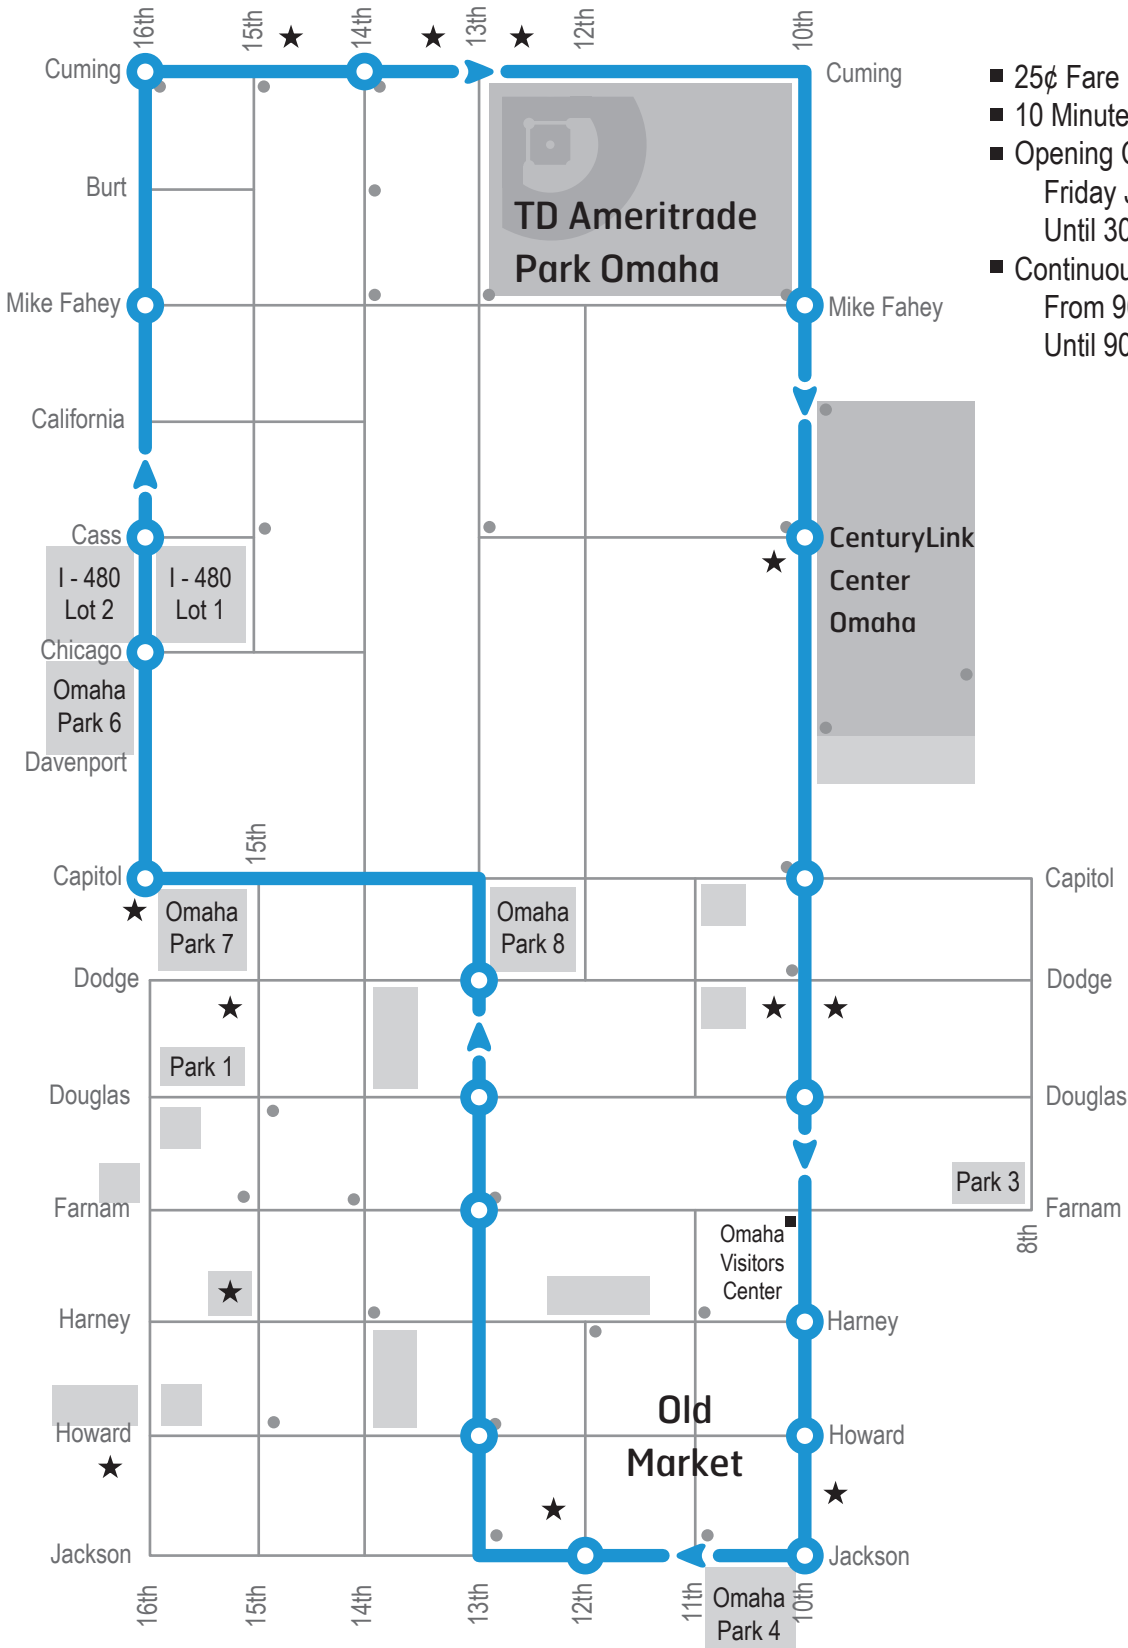 16th
15th
14th
13th
12th
10th
Cuming
Cuming
25¢ Fare
10 Minute
Opening
Friday
Until 30
Continuou
From 9
Until 90
Burt
TD Ameritrade
Park Omaha
Mike Fahey
Mike Fahey
California
Cass
CenturyLink
Center
Omaha
I - 480
Lot 2
I - 480
Lot 1
Chicago
Omaha
Park 6
Davenport
15th
Capitol
Capitol
Omaha
Park 7
Omaha
Park 8
Dodge
Dodge
Park 1
Douglas
Douglas
Park 3
Farnam
Farnam
8th
Omaha
Visitors
Center
Harney
Harney
Old
Market
Howard
Howard
Jackson
Jackson
16th
15th
14th
13th
12th
11th
10th
Omaha
Park 4